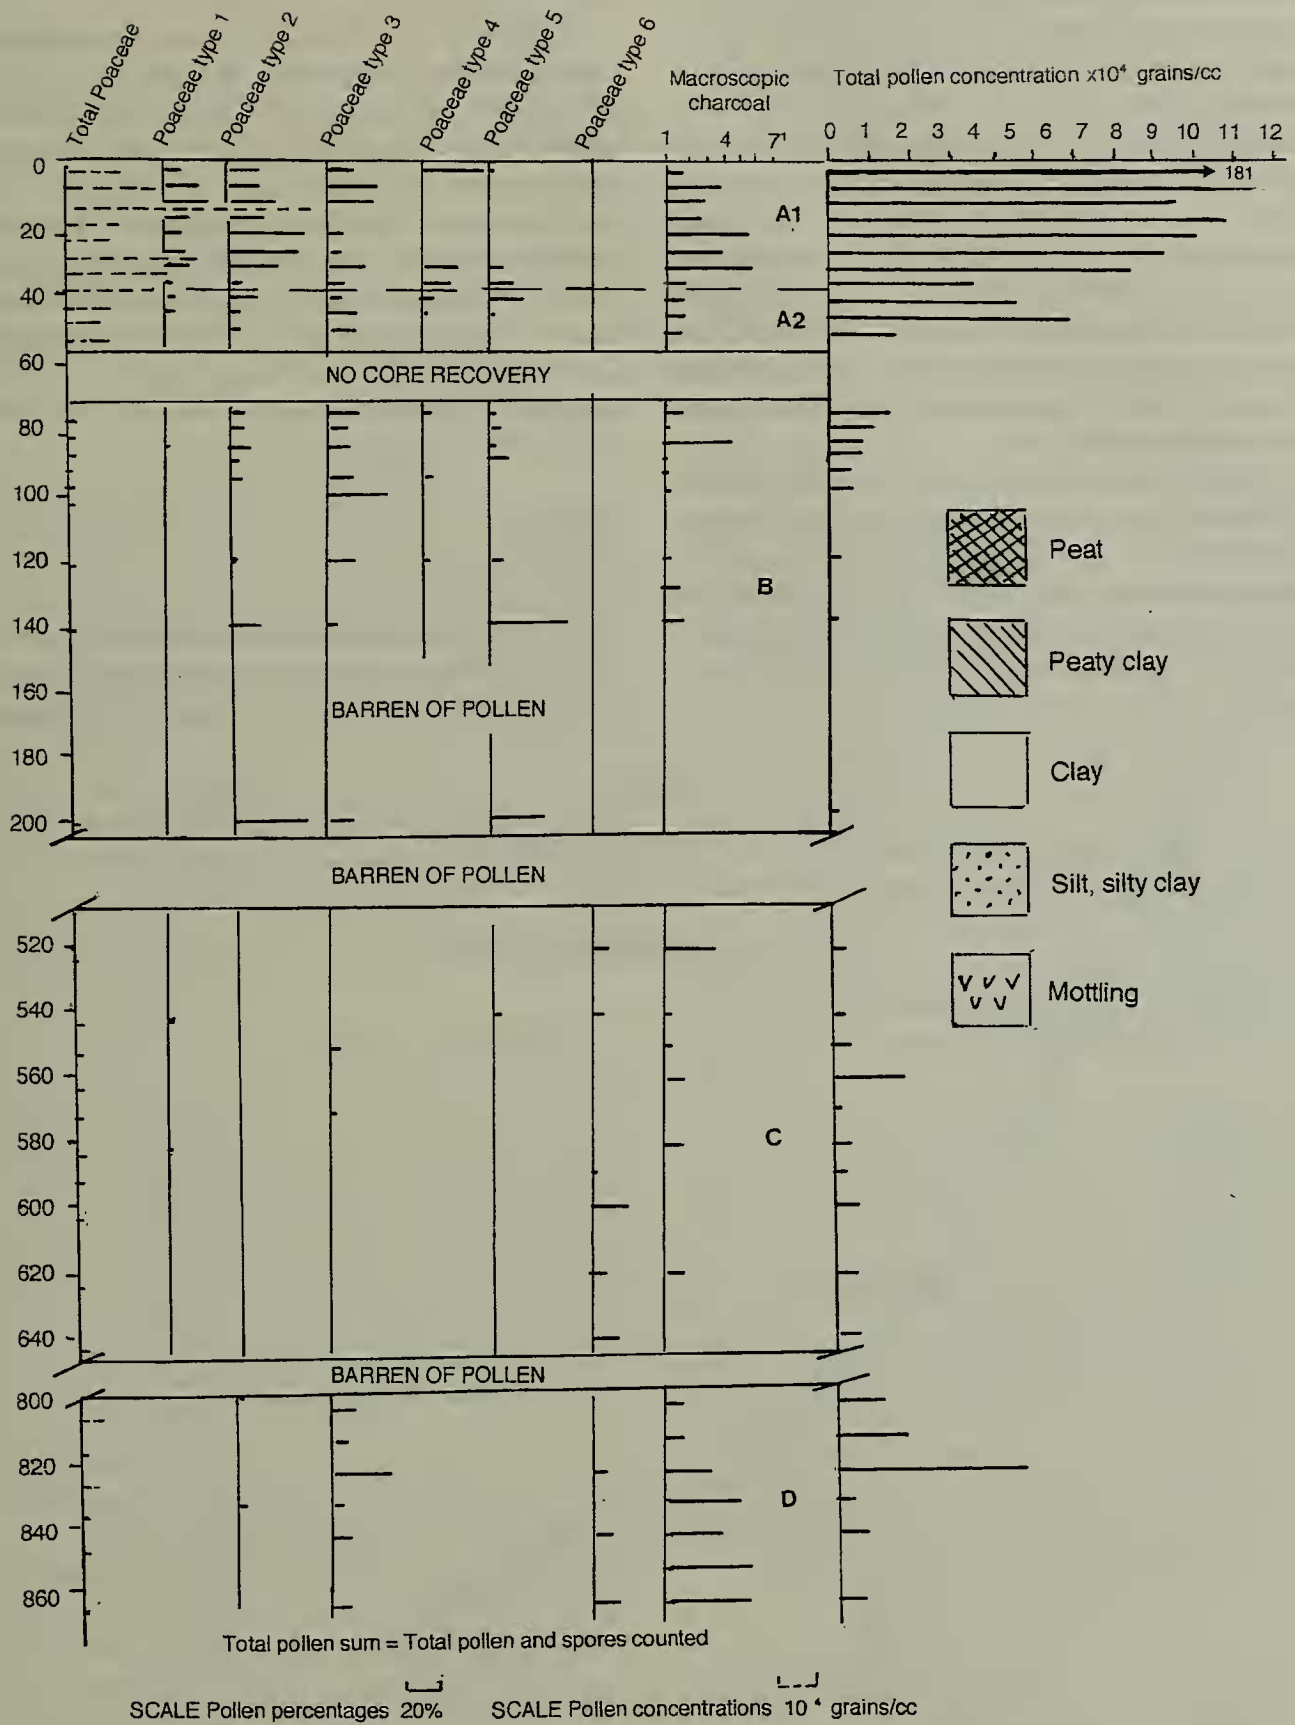 Total Poaceae
Poaceae type 1
Poaceae type 2
Poaceae type 3
Poaceae type 4
Poaceae type 5
Poaceae type 6
Macroscopic
charcoal
Total pollen concentration x10⁴ grains/cc
1 4 7
0 1 2 3 4 5 6 7 8 9 10 11 12
0
181
A1
20
40
A2
60
NO CORE RECOVERY
80
100
120
B
140
160
BARREN OF POLLEN
180
200
BARREN OF POLLEN
520
540
560
580
C
600
620
640
BARREN OF POLLEN
800
820
D
840
860
Peat
Peaty clay
Clay
Silt, silty clay
Mottling
Total pollen sum = Total pollen and spores counted
SCALE Pollen percentages 20% SCALE Pollen concentrations 10⁴ grains/cc